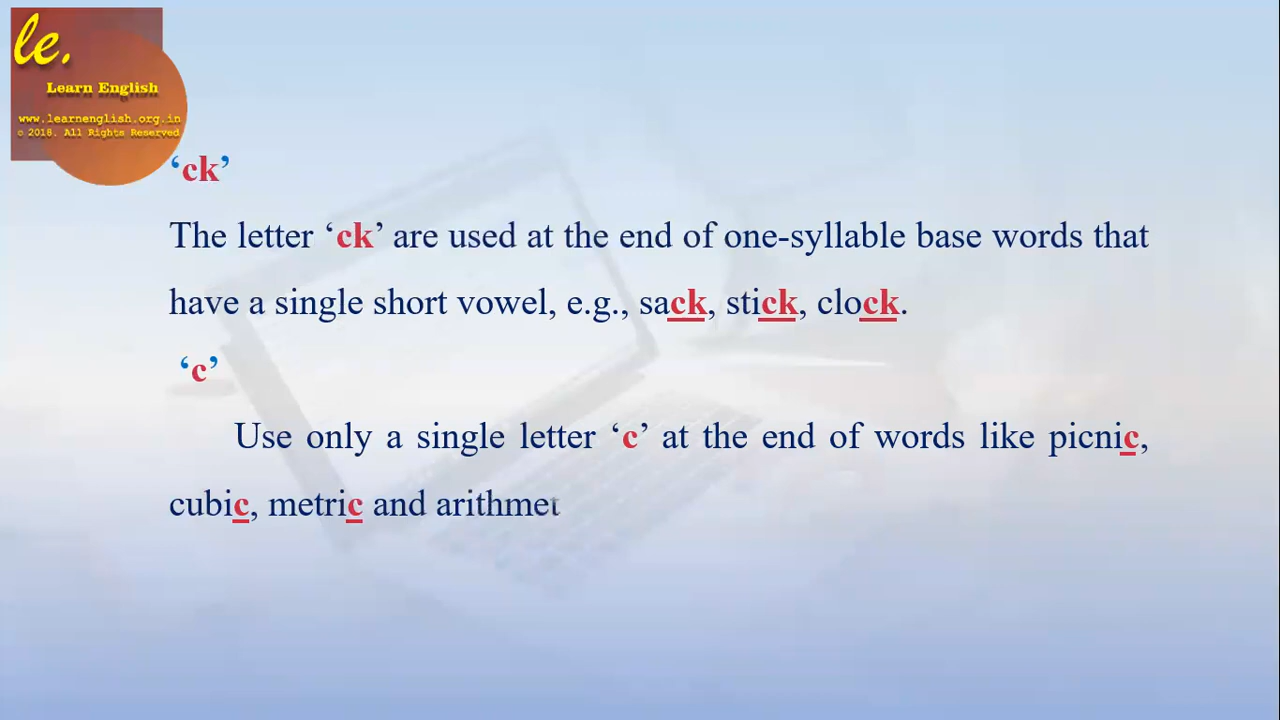 le.
Learn English
www.learnenglish.org.in
© 2018. All Rights Reserved
‘ck’
The letter ‘ck’ are used at the end of one-syllable base words that
have a single short vowel, e.g., sack, stick, clock.
‘c’
Use only a single letter ‘c’ at the end of words like picnic,
cubic, metric and arithmet